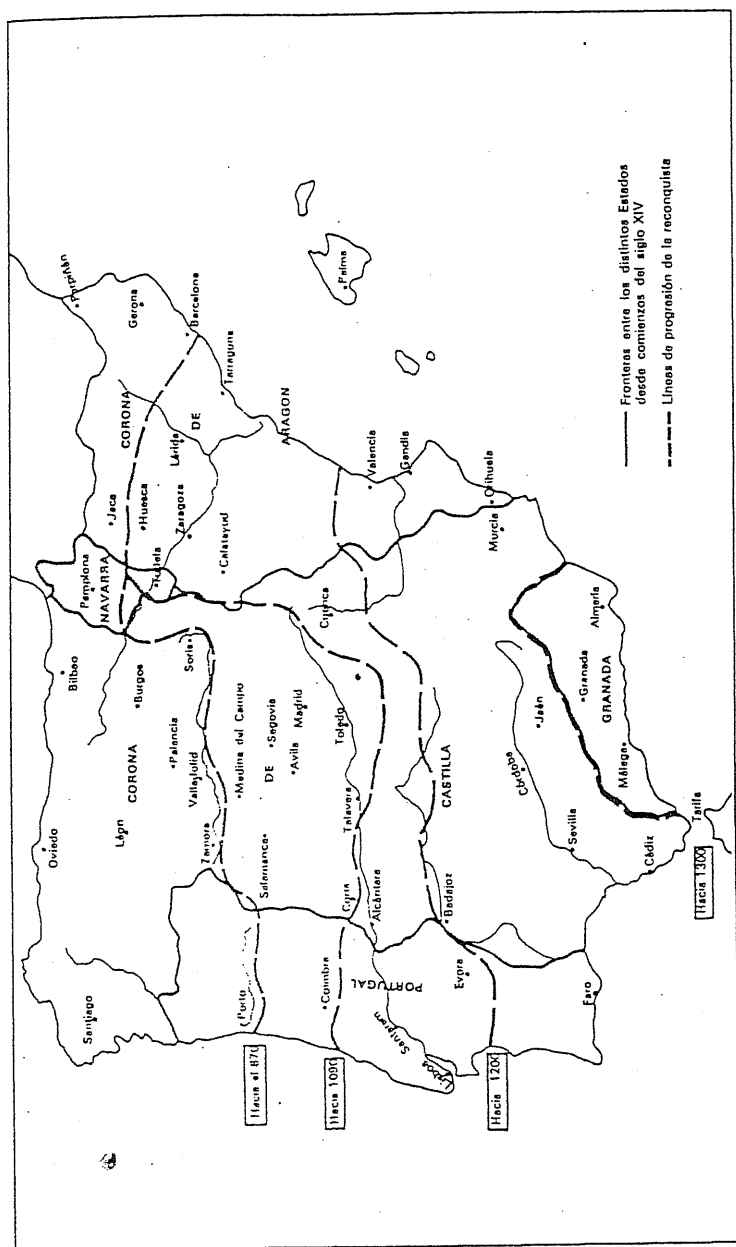 Santiago
Oviedo
Bilbao
León
CORONA
Burgos
Palencia
Valladolid
Zamora
Soria
Pamplona
NAVARRA
Tudela
Jaca
Huesca
CORONA
Lérida
DE
Zaragoza
Calatayud
ARAGON
Perpiñán
Gerona
Barcelona
Tarragona
Palma
Porto
Hacia el 870
Salamanca
Medina del Campo
DE
Segovia
Avila
Madrid
Coimbra
Hacia 1090
Coria
Talavera
Toledo
Cuenca
Alcántara
PORTUGAL
Santarem
Lisboa
Badajoz
CASTILLA
Valencia
Gandía
Evora
Hacia 1200
Orihuela
Murcia
Córdoba
Jaén
Sevilla
Faro
Cádiz
Málaga
Granada
GRANADA
Almería
Tarifa
Hacia 1300
Fronteras entre los distintos Estados
desde comienzos del siglo XIV
Líneas de progresión de la reconquista